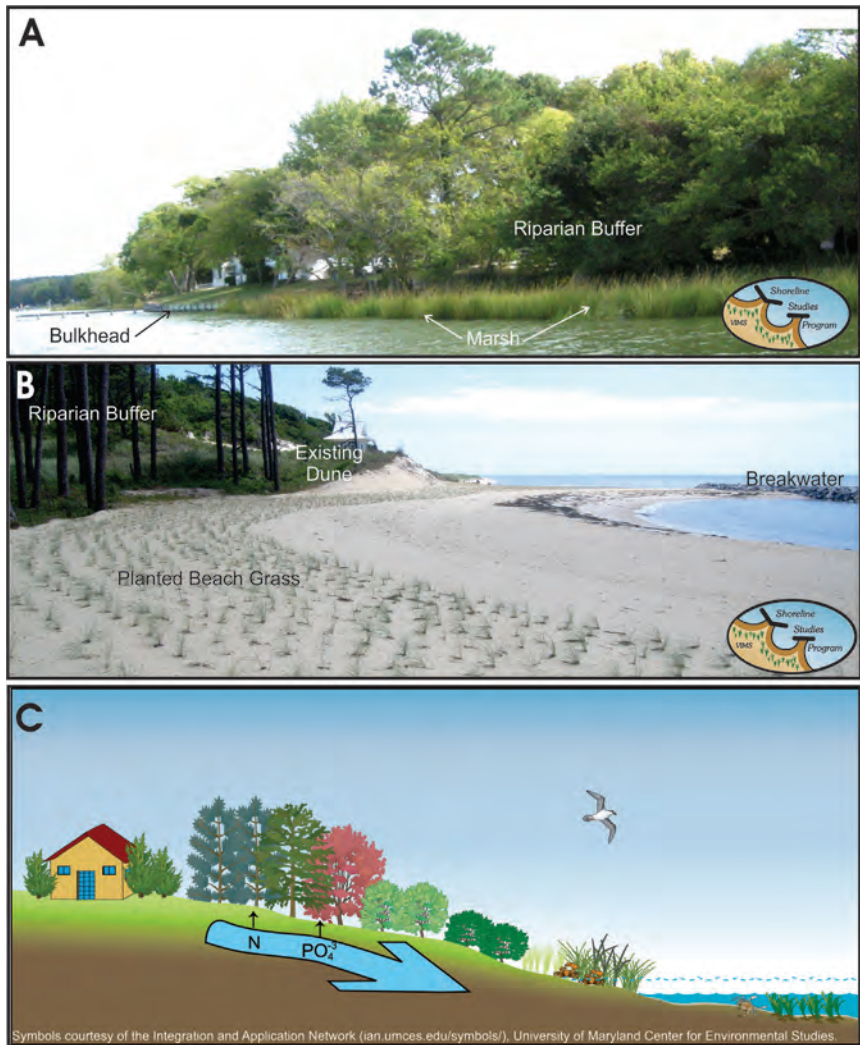 A
Riparian Buffer
Bulkhead
Marsh
Shoreline
Studies
VIMS
Program
B
Riparian Buffer
Existing
Dune
Breakwater
Planted Beach Grass
Shoreline
Studies
VIMS
Program
C
N
PO₄⁻³
Symbols courtesy of the Integration and Application Network (ian.umces.edu/symbols/), University of Maryland Center for Environmental Studies.